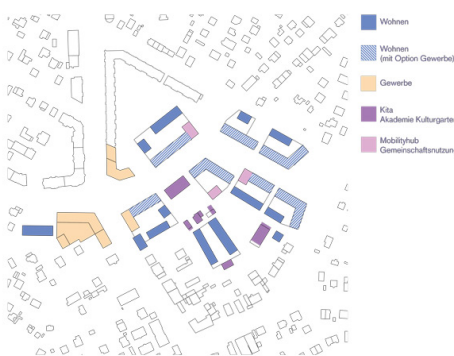 Wohnen
Wohnen
(mit Option Gewerbe)
Gewerbe
Kita
Akademie Kulturgarte
Mobilityhub
Gemeinschaftsnutzun